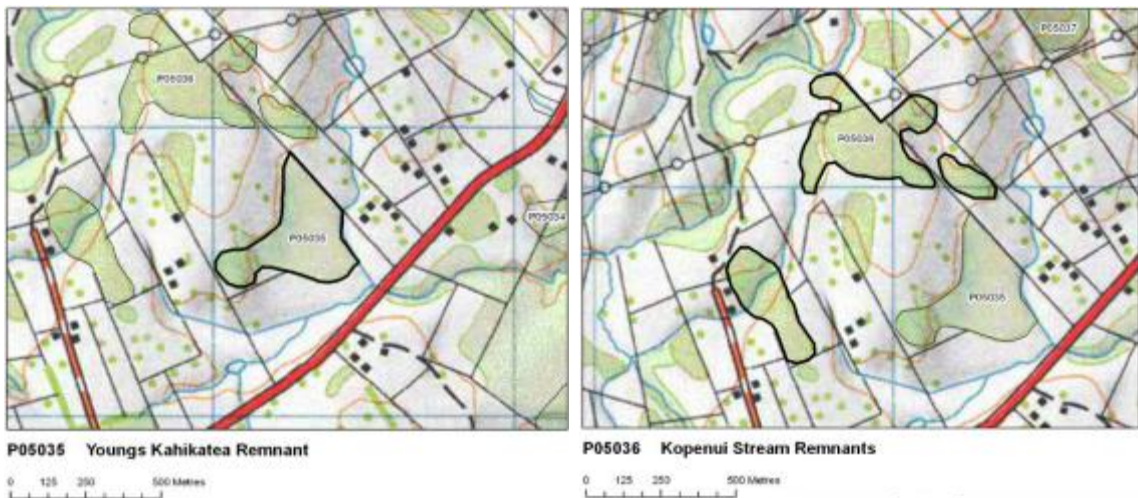 P05036
P05035
P05034
P05035 Youngs Kahikatea Remnant
0 125 250 500 Metres
P05037
P05036
P05035
P05036 Kopenui Stream Remnants
0 125 250 500 Metres